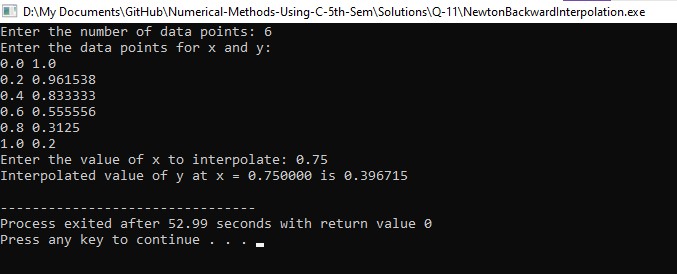 D:\My Documents\GitHub\Numerical-Methods-Using-C-5th-Sem\Solutions\Q-11\NewtonBackwardInterpolation.exe
Enter the number of data points: 6
Enter the data points for x and y:
0.0 1.0
0.2 0.961538
0.4 0.833333
0.6 0.555556
0.8 0.3125
1.0 0.2
Enter the value of x to interpolate: 0.75
Interpolated value of y at x = 0.750000 is 0.396715
--------------------------------
Process exited after 52.99 seconds with return value 0
Press any key to continue . . .